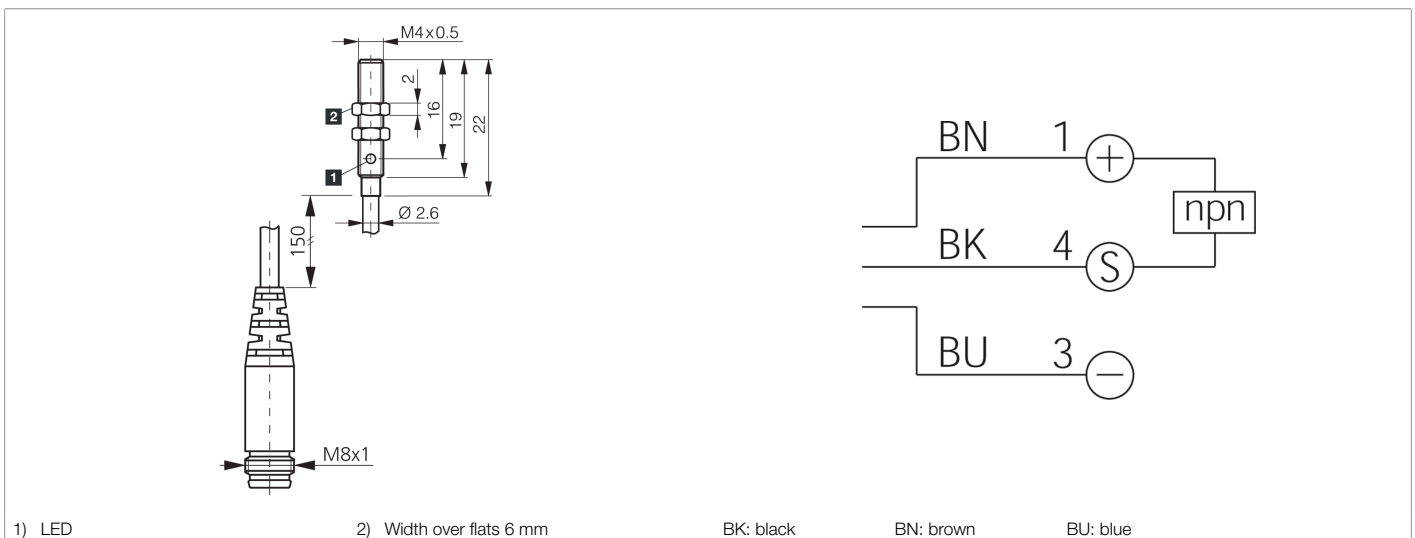 M4x0.5
2
16
19
22
2
1
Ø 2.6
150
M8x1
BN 1 +
npn
BK 4 S
BU 3 −
1) LED
2) Width over flats 6 mm
BK: black
BN: brown
BU: blue